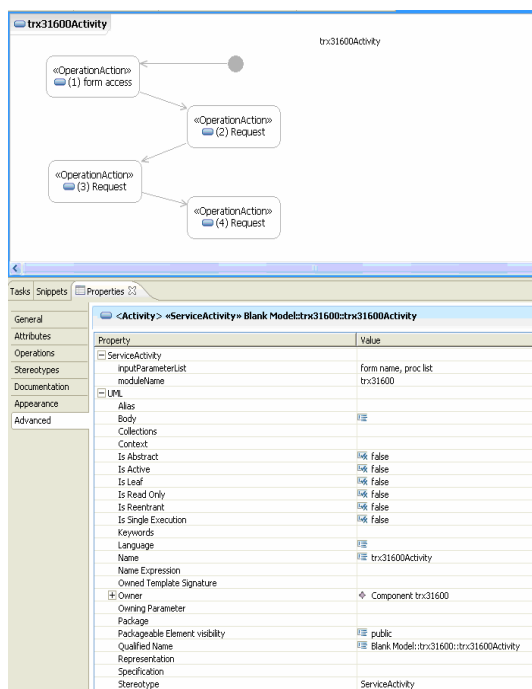 trx31600Activity
trx31600Activity
«OperationAction»
(1) form access
«OperationAction»
(2) Request
«OperationAction»
(3) Request
«OperationAction»
(4) Request
Tasks Snippets Properties
General
Attributes
Operations
Stereotypes
Documentation
Appearance
Advanced
<Activity> «ServiceActivity» Blank Model::trx31600::trx31600Activity
Property Value
ServiceActivity
inputParameterList form name, proc list
moduleName trx31600
UML
Alias
Body
Collections
Context
Is Abstract false
Is Active false
Is Leaf false
Is Read Only false
Is Reentrant false
Is Single Execution false
Keywords
Language
Name trx31600Activity
Name Expression
Owned Template Signature
Owner Component trx31600
Owning Parameter
Package
Packageable Element visibility public
Qualified Name Blank Model::trx31600::trx31600Activity
Representation
Specification
Stereotype ServiceActivity